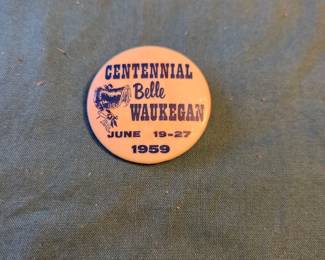 CENTENNIAL
Belle
WAUKEGAN
JUNE 19-27
1959